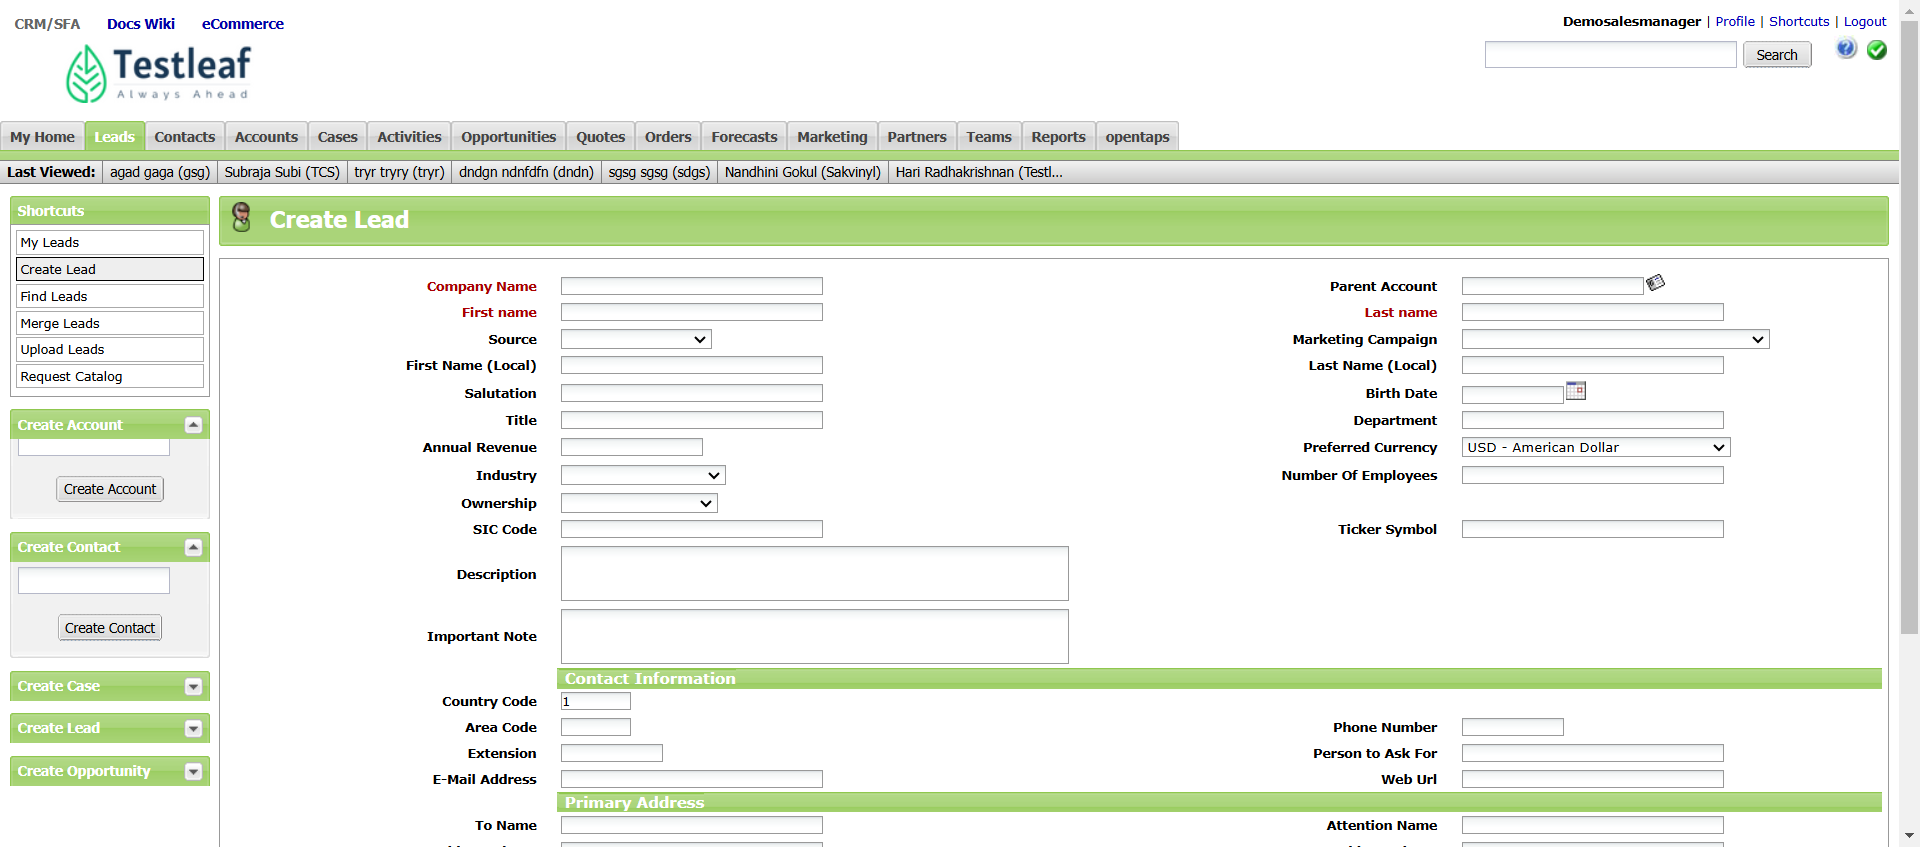 CRM/SFA Docs Wiki eCommerce
Demosalesmanager | Profile | Shortcuts | Logout
Testleaf
Always Ahead
Search
My Home Leads Contacts Accounts Cases Activities Opportunities Quotes Orders Forecasts Marketing Partners Teams Reports opentaps
Last Viewed: agad gaga (gsg) Subraja Subi (TCS) tryr tryry (tryr) dndgn ndnfdfn (dndn) sgsg sgsg (sdgs) Nandhini Gokul (Sakvinyl) Hari Radhakrishnan (Testl...
Shortcuts
My Leads
Create Lead
Find Leads
Merge Leads
Upload Leads
Request Catalog
Create Account
Create Account
Create Contact
Create Contact
Create Case
Create Lead
Create Opportunity
Create Lead
Company Name Parent Account
First name Last name
Source Marketing Campaign
First Name (Local) Last Name (Local)
Salutation Birth Date
Title Department
Annual Revenue Preferred Currency USD - American Dollar
Industry Number Of Employees
Ownership
SIC Code Ticker Symbol
Description
Important Note
Contact Information
Country Code 1
Area Code Phone Number
Extension Person to Ask For
E-Mail Address Web Url
Primary Address
To Name Attention Name